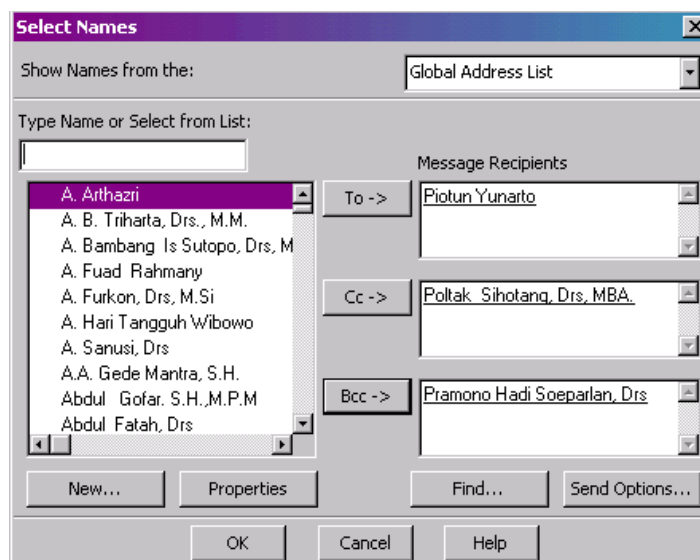 Select Names
Show Names from the:
Global Address List
Type Name or Select from List:
Message Recipients
A. Arthazri
A. B. Triharta, Drs., M.M.
A. Bambang  Is Sutopo, Drs, M
A. Fuad  Rahmany
A. Furkon, Drs, M.Si
A. Hari Tangguh Wibowo
A. Sanusi, Drs
A.A. Gede Mantra, S.H.
Abdul  Gofar. S.H.,M.P.M
Abdul  Fatah, Drs
To ->
Piotun Yunarto
Cc ->
Poltak  Sihotang, Drs, MBA.
Bcc ->
Pramono Hadi Soeparlan, Drs
New...
Properties
Find...
Send Options...
OK
Cancel
Help